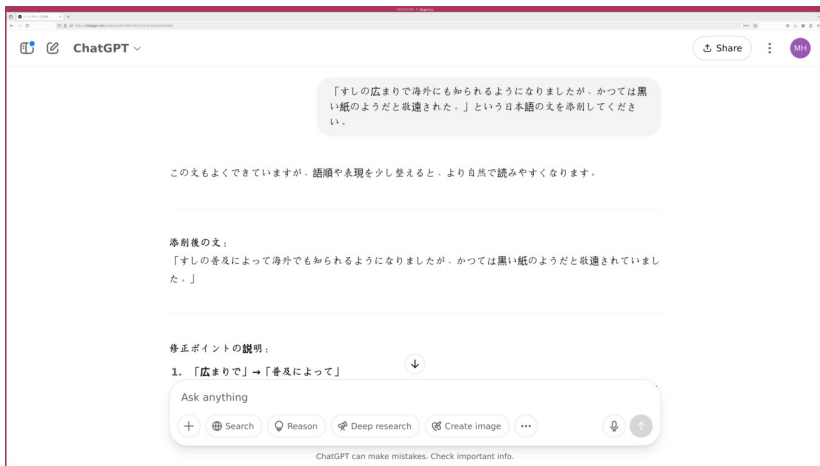 ChatGPT
Share
MH
「すしの広まりで海外にも知られるようになりましたが、かつては黒
い紙のようだと敬遠された。」という日本語の文を添削してくださ
い。
この文もよくできていますが、語順や表現を少し整えると、より自然で読みやすくなります。
添削後の文：
「すしの普及によって海外でも知られるようになりましたが、かつては黒い紙のようだと敬遠されていまし
た。」
修正ポイントの説明：
1. 「広まりで」→「普及によって」
Ask anything
Search
Reason
Deep research
Create image
ChatGPT can make mistakes. Check important info.